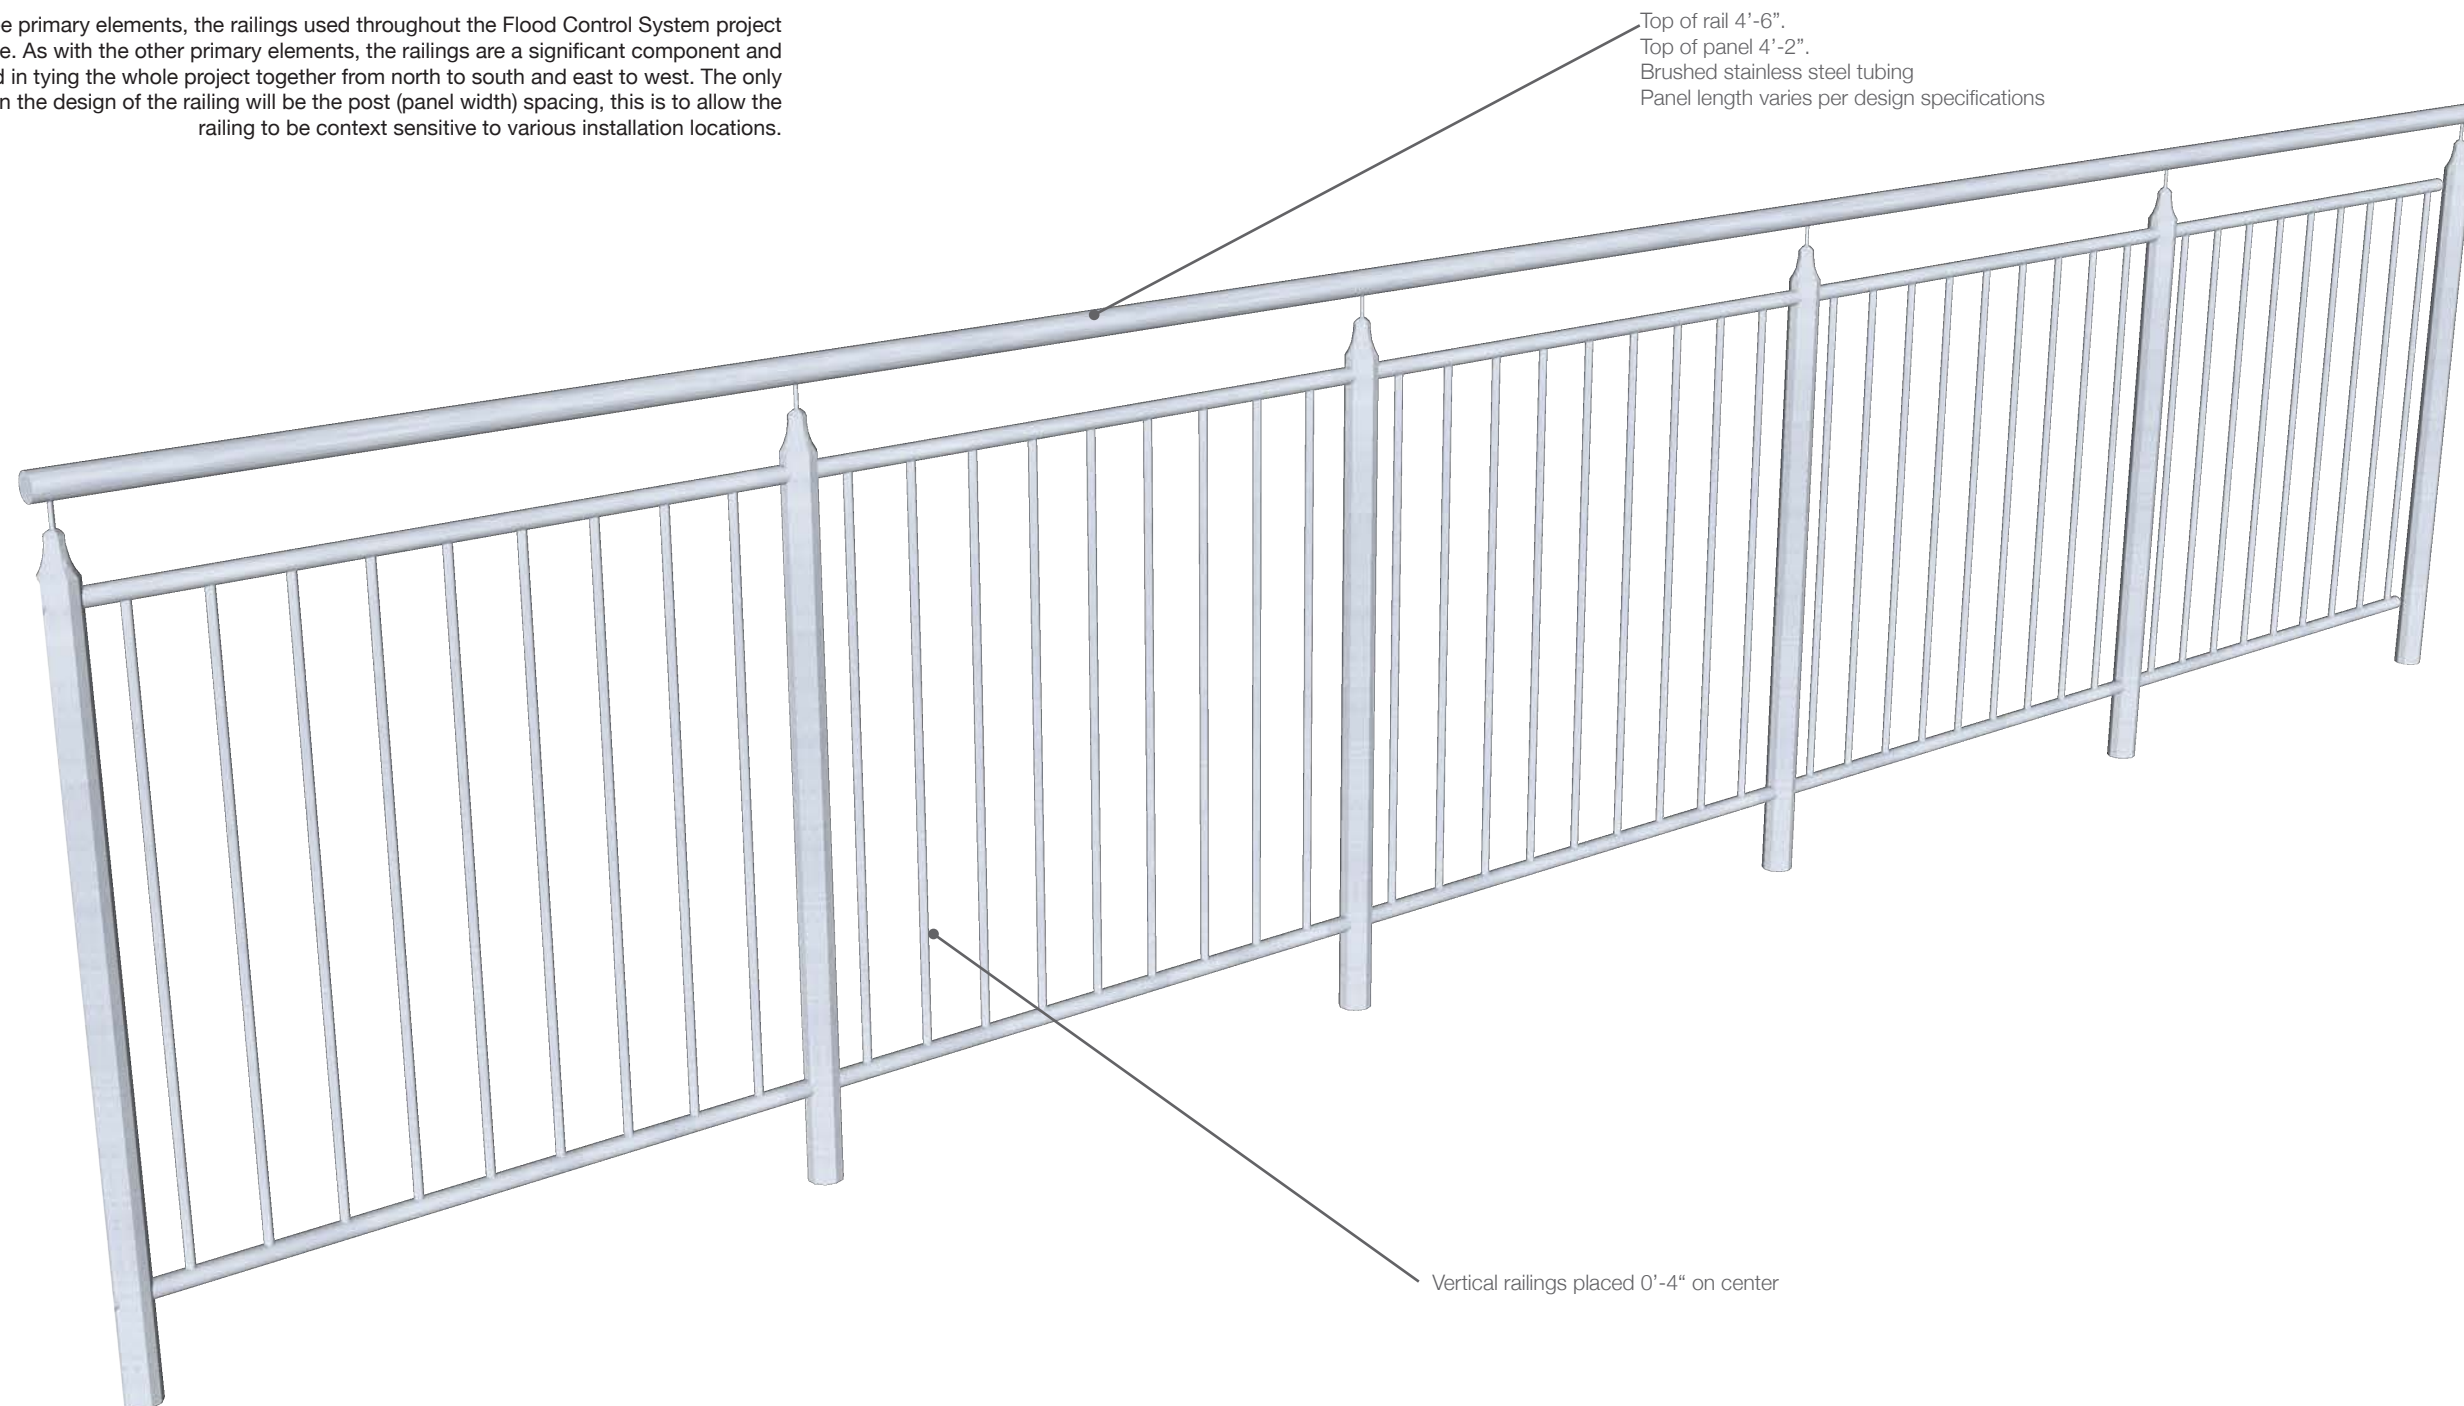 e primary elements, the railings used throughout the Flood Control System project
e. As with the other primary elements, the railings are a significant component and
d in tying the whole project together from north to south and east to west. The only
n the design of the railing will be the post (panel width) spacing, this is to allow the
railing to be context sensitive to various installation locations.
Top of rail 4’-6”.
Top of panel 4’-2”.
Brushed stainless steel tubing
Panel length varies per design specifications
Vertical railings placed 0’-4“ on center